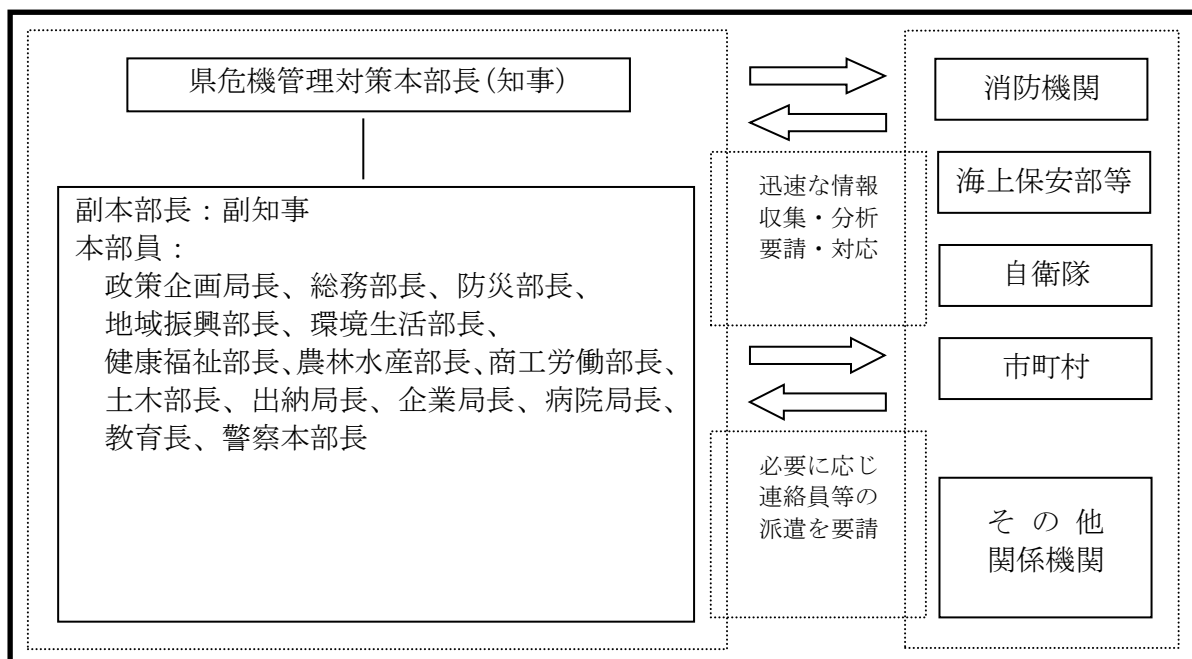 県危機管理対策本部長(知事)
副本部長：副知事
本部員：
政策企画局長、総務部長、防災部長、
地域振興部長、環境生活部長、
健康福祉部長、農林水産部長、商工労働部長、
土木部長、出納局長、企業局長、病院局長、
教育長、警察本部長
迅速な情報
収集・分析
要請・対応
必要に応じ
連絡員等の
派遣を要請
消防機関
海上保安部等
自衛隊
市町村
その他
関係機関